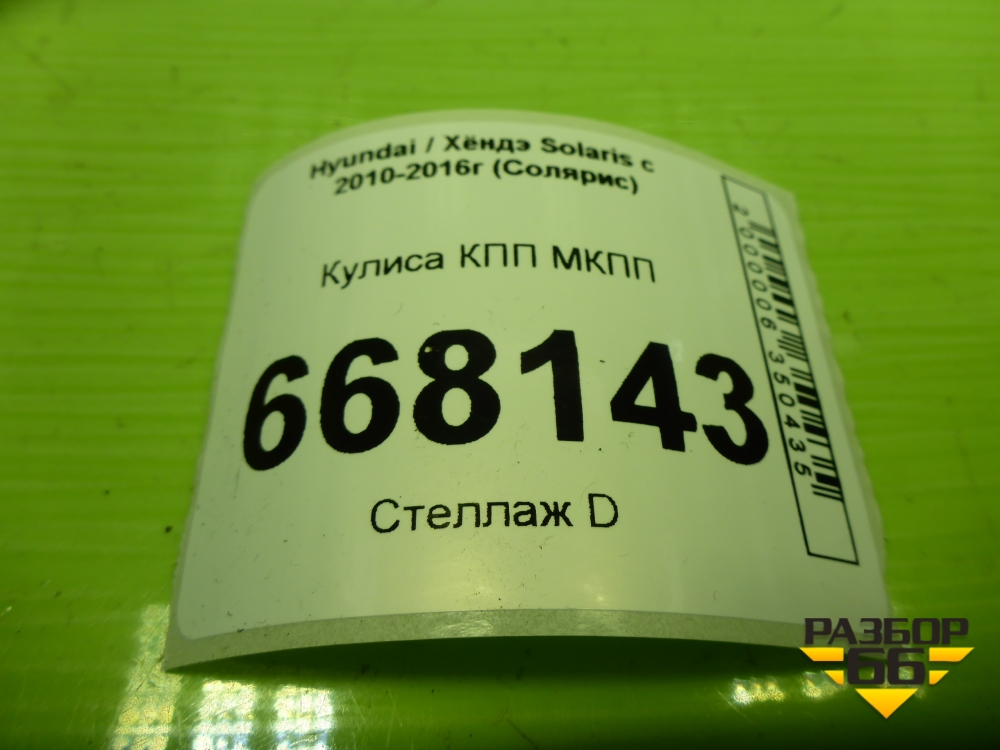 Hyundai / Хёндэ Solaris с
2010-2016г (Солярис)
Кулиса КПП МКПП
668143
Стеллаж D
2000006350435
РАЗБОР
66